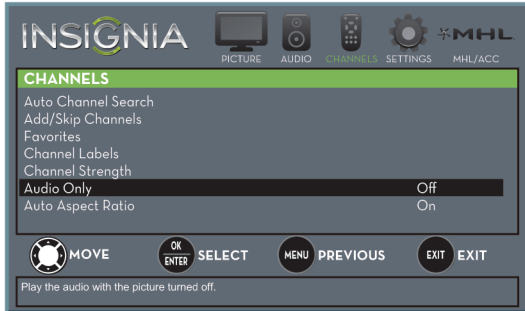 INSIGNIA
PICTURE AUDIO CHANNELS SETTINGS MHL MHL/ACC
CHANNELS
Auto Channel Search
Add/Skip Channels
Favorites
Channel Labels
Channel Strength
Audio Only Off
Auto Aspect Ratio On
MOVE OK ENTER SELECT MENU PREVIOUS EXIT EXIT
Play the audio with the picture turned off.